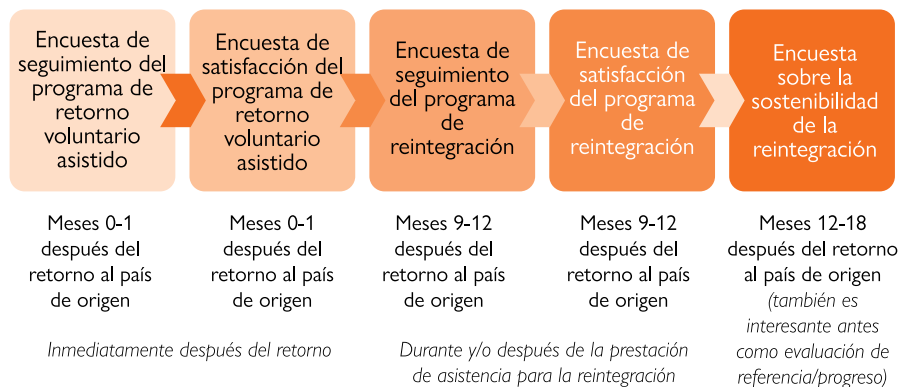 Encuesta de
seguimiento del
programa de
retorno
voluntario
asistido
Encuesta de
satisfacción del
programa de
retorno
voluntario
asistido
Encuesta de
seguimiento
del programa
de
reintegración
Encuesta de
satisfacción
del programa
de
reintegración
Encuesta
sobre la
sostenibilidad
de la
reintegración
Meses 0-1
después del
retorno al país
de origen
Meses 0-1
después del
retorno al país
de origen
Meses 9-12
después del
retorno al país
de origen
Meses 9-12
después del
retorno al país
de origen
Meses 12-18
después del retorno
al país de origen
(también es
interesante antes
como evaluación de
referencia/progreso)
Inmediatamente después del retorno
Durante y/o después de la prestación
de asistencia para la reintegración